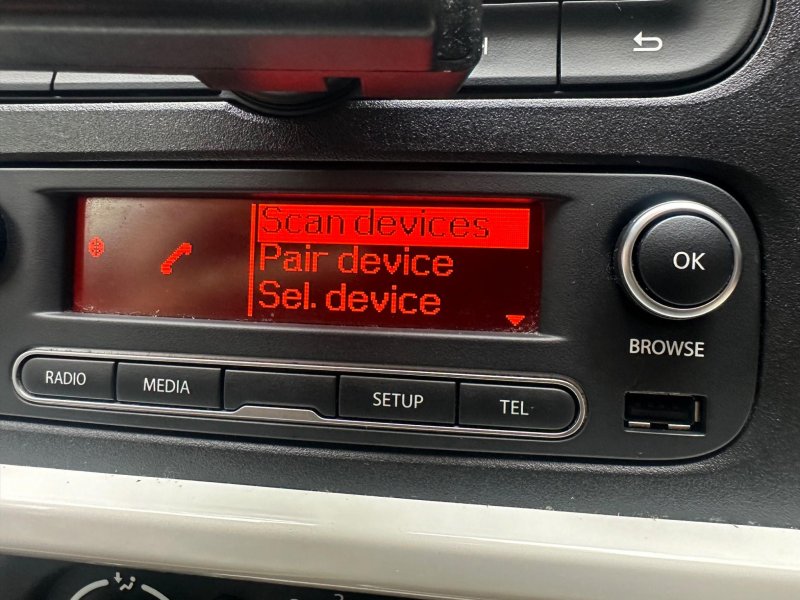 Scan devices
Pair device
Sel. device
OK
BROWSE
RADIO
MEDIA
SETUP
TEL